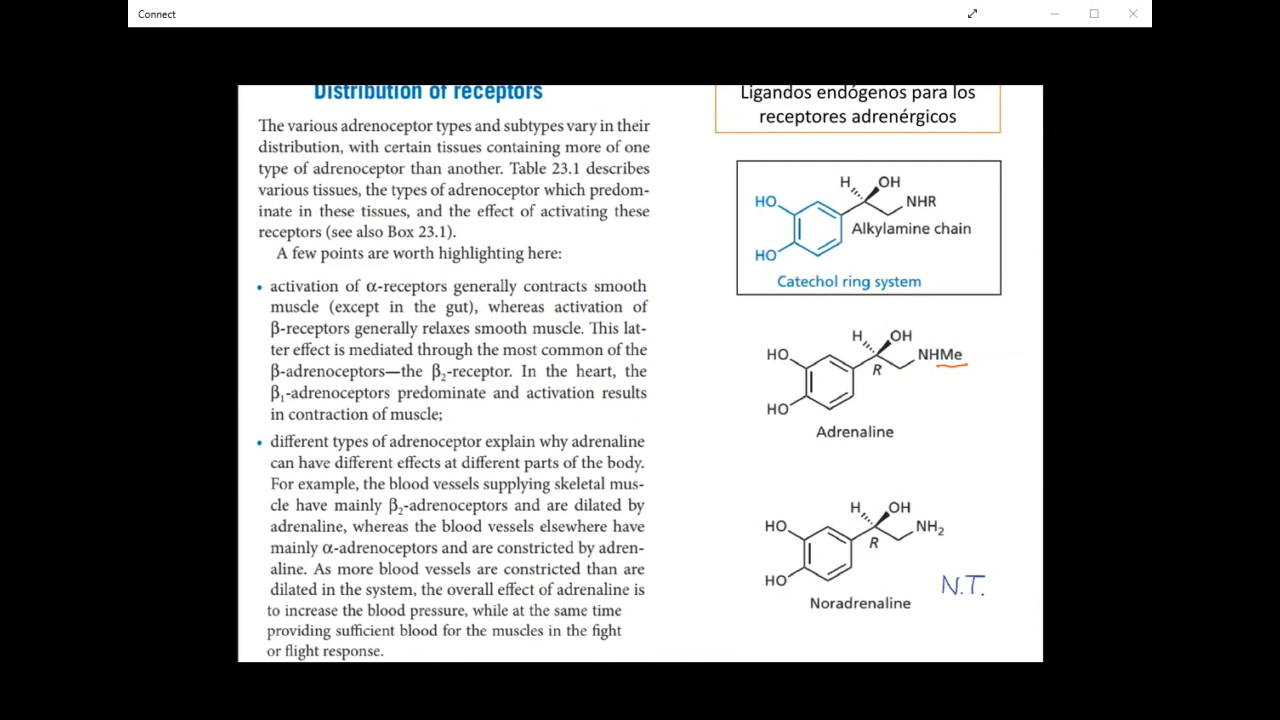 Connect
Distribution of receptors
The various adrenoceptor types and subtypes vary in their
distribution, with certain tissues containing more of one
type of adrenoceptor than another. Table 23.1 describes
various tissues, the types of adrenoceptor which predom-
inate in these tissues, and the effect of activating these
receptors (see also Box 23.1).
A few points are worth highlighting here:
• activation of α-receptors generally contracts smooth
muscle (except in the gut), whereas activation of
β-receptors generally relaxes smooth muscle. This lat-
ter effect is mediated through the most common of the
β-adrenoceptors—the β₂-receptor. In the heart, the
β₁-adrenoceptors predominate and activation results
in contraction of muscle;
• different types of adrenoceptor explain why adrenaline
can have different effects at different parts of the body.
For example, the blood vessels supplying skeletal mus-
cle have mainly β₂-adrenoceptors and are dilated by
adrenaline, whereas the blood vessels elsewhere have
mainly α-adrenoceptors and are constricted by adren-
aline. As more blood vessels are constricted than are
dilated in the system, the overall effect of adrenaline is
to increase the blood pressure, while at the same time
providing sufficient blood for the muscles in the fight
or flight response.
Ligandos endógenos para los
receptores adrenérgicos
H OH
HO NHR
Alkylamine chain
HO
Catechol ring system
H OH
HO NHMe
R
HO
Adrenaline
H OH
HO NH₂
R
HO
N.T.
Noradrenaline